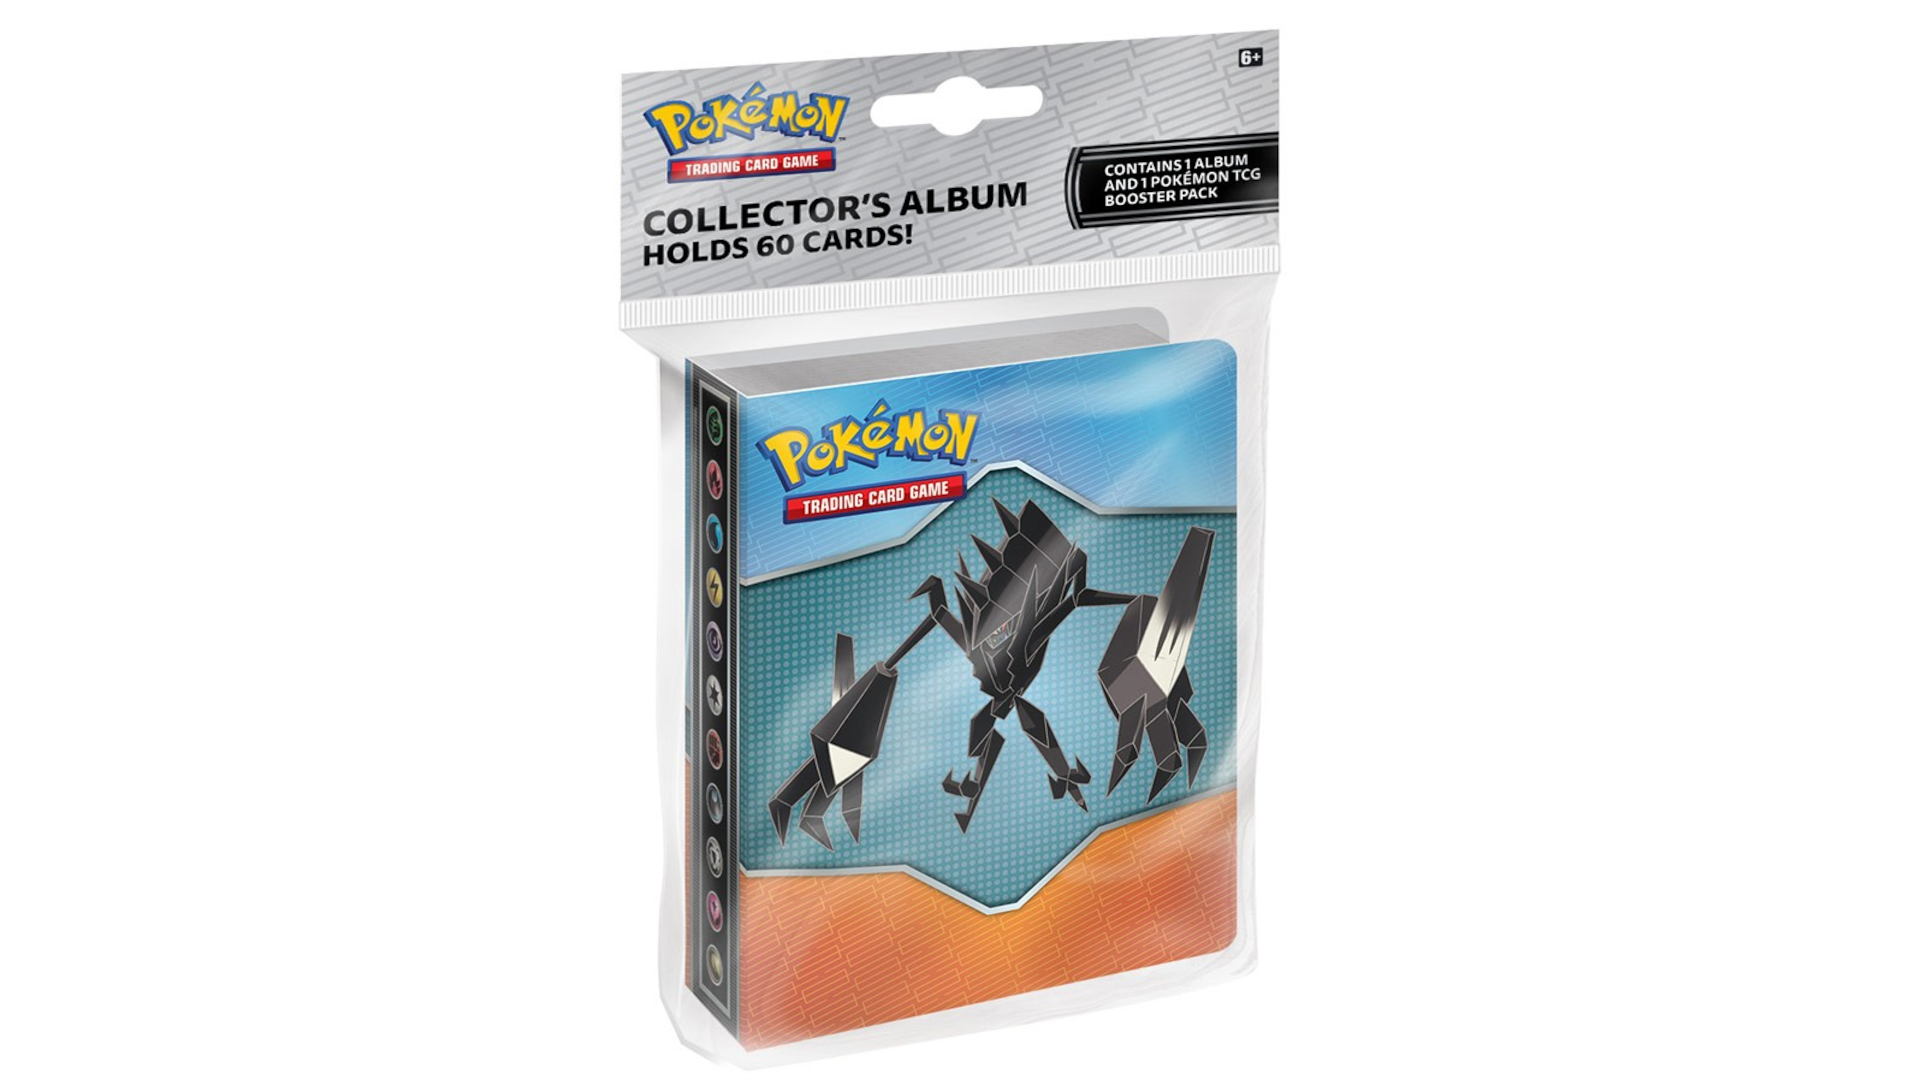 6+
POKéMON
TRADING CARD GAME
COLLECTOR'S ALBUM
HOLDS 60 CARDS!
CONTAINS 1 ALBUM
AND 1 POKÉMON TCG
BOOSTER PACK
POKéMON
TRADING CARD GAME